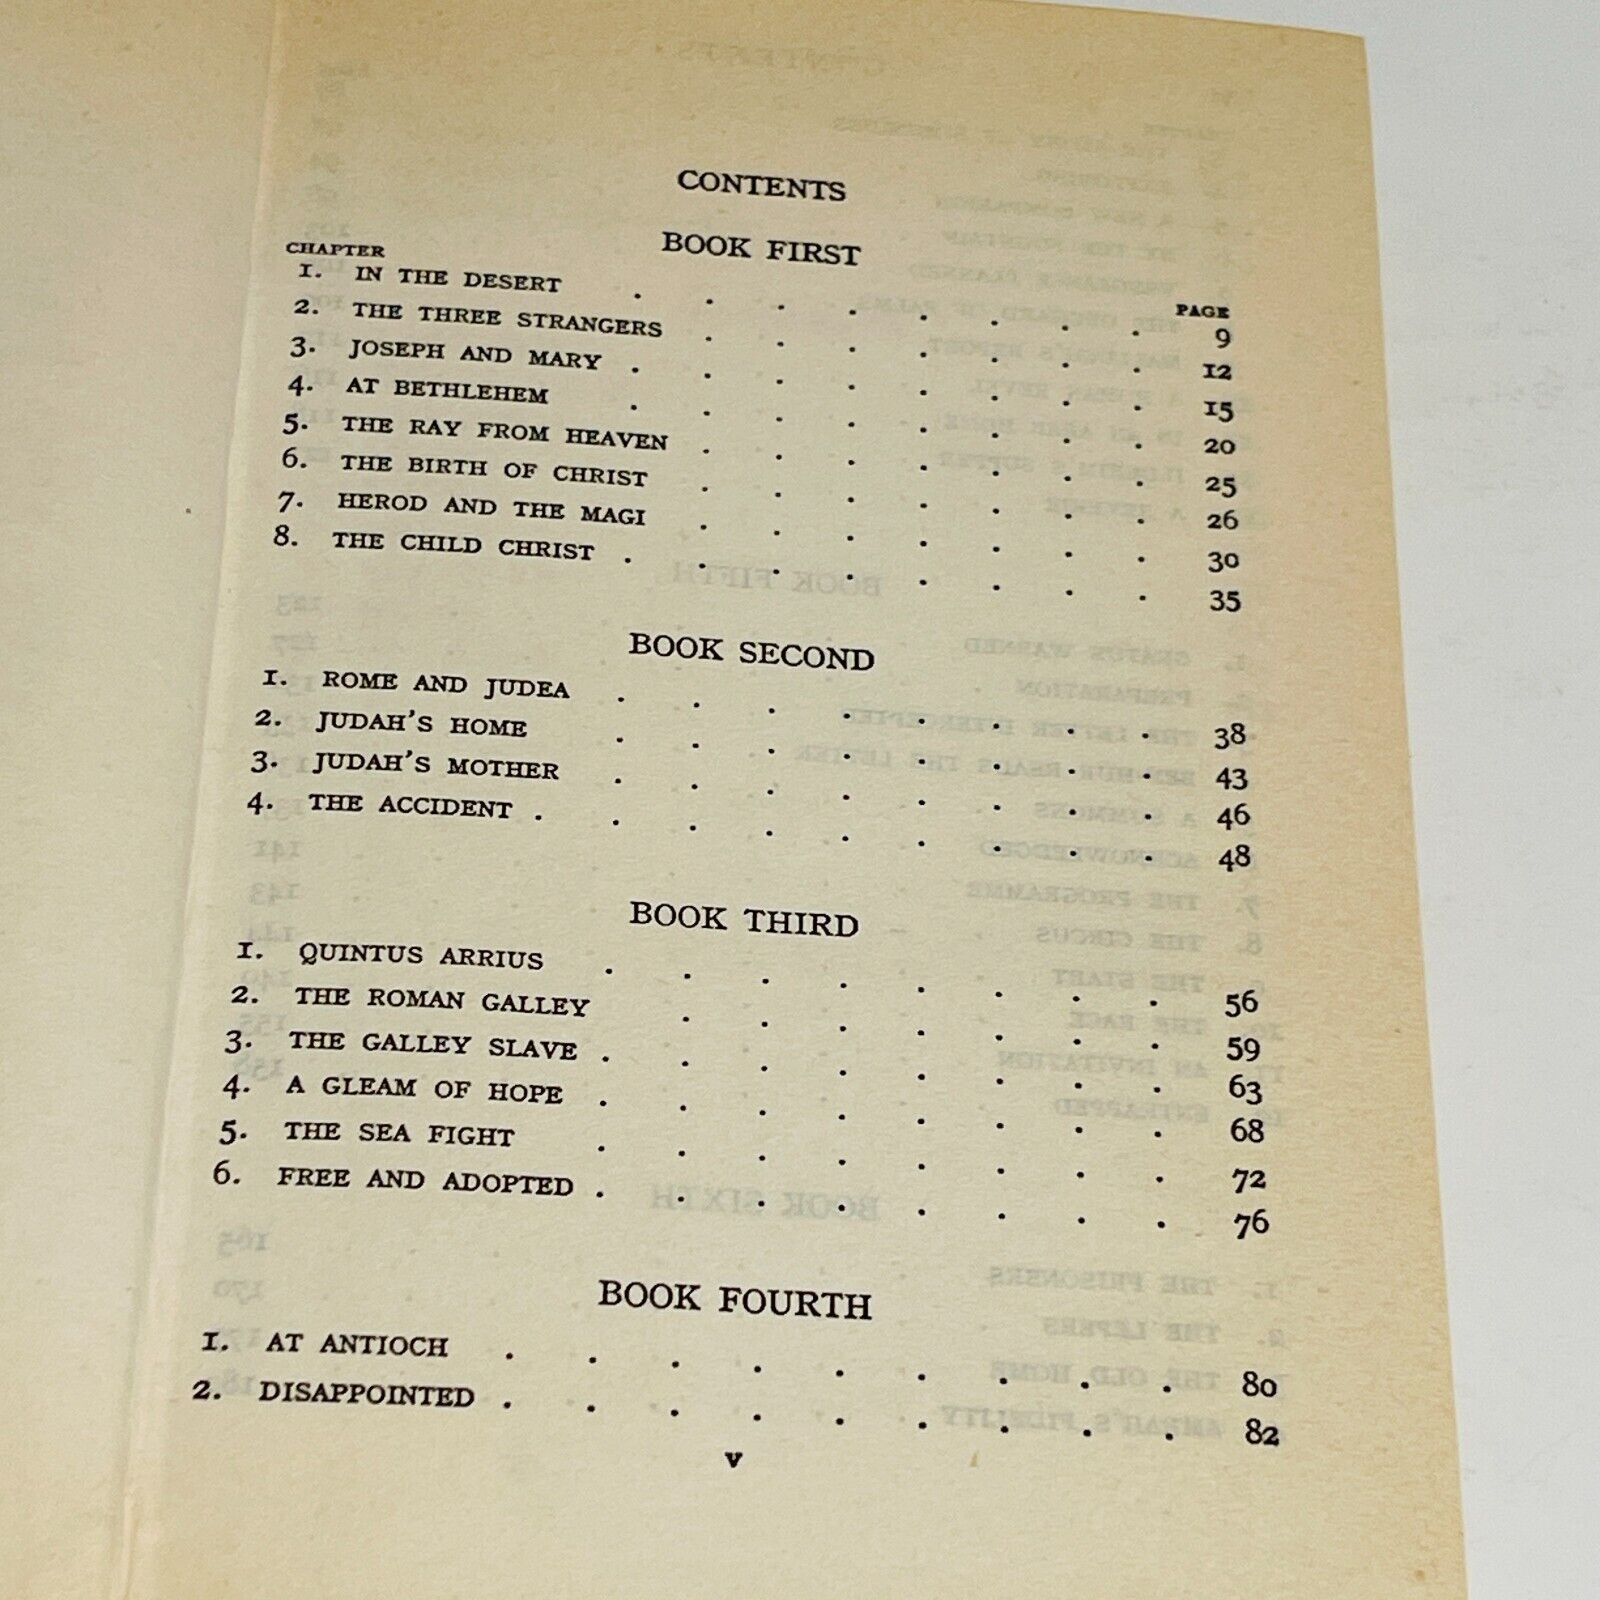 CONTENTS
BOOK FIRST
CHAPTER PAGE
1. IN THE DESERT . . . . . . . . 9
2. THE THREE STRANGERS . . . . . . . 12
3. JOSEPH AND MARY . . . . . . . . 15
4. AT BETHLEHEM . . . . . . . . 20
5. THE RAY FROM HEAVEN . . . . . . . 25
6. THE BIRTH OF CHRIST . . . . . . . 26
7. HEROD AND THE MAGI . . . . . . . 30
8. THE CHILD CHRIST . . . . . . . . 35
BOOK SECOND
1. ROME AND JUDEA . . . . . . . . 38
2. JUDAH'S HOME . . . . . . . . 43
3. JUDAH'S MOTHER . . . . . . . . 46
4. THE ACCIDENT . . . . . . . . . 48
BOOK THIRD
1. QUINTUS ARRIUS . . . . . . . . 56
2. THE ROMAN GALLEY . . . . . . . 59
3. THE GALLEY SLAVE . . . . . . . . 63
4. A GLEAM OF HOPE . . . . . . . . 68
5. THE SEA FIGHT . . . . . . . . 72
6. FREE AND ADOPTED . . . . . . . . 76
BOOK FOURTH
1. AT ANTIOCH . . . . . . . . . 80
2. DISAPPOINTED . . . . . . . . . 82
v